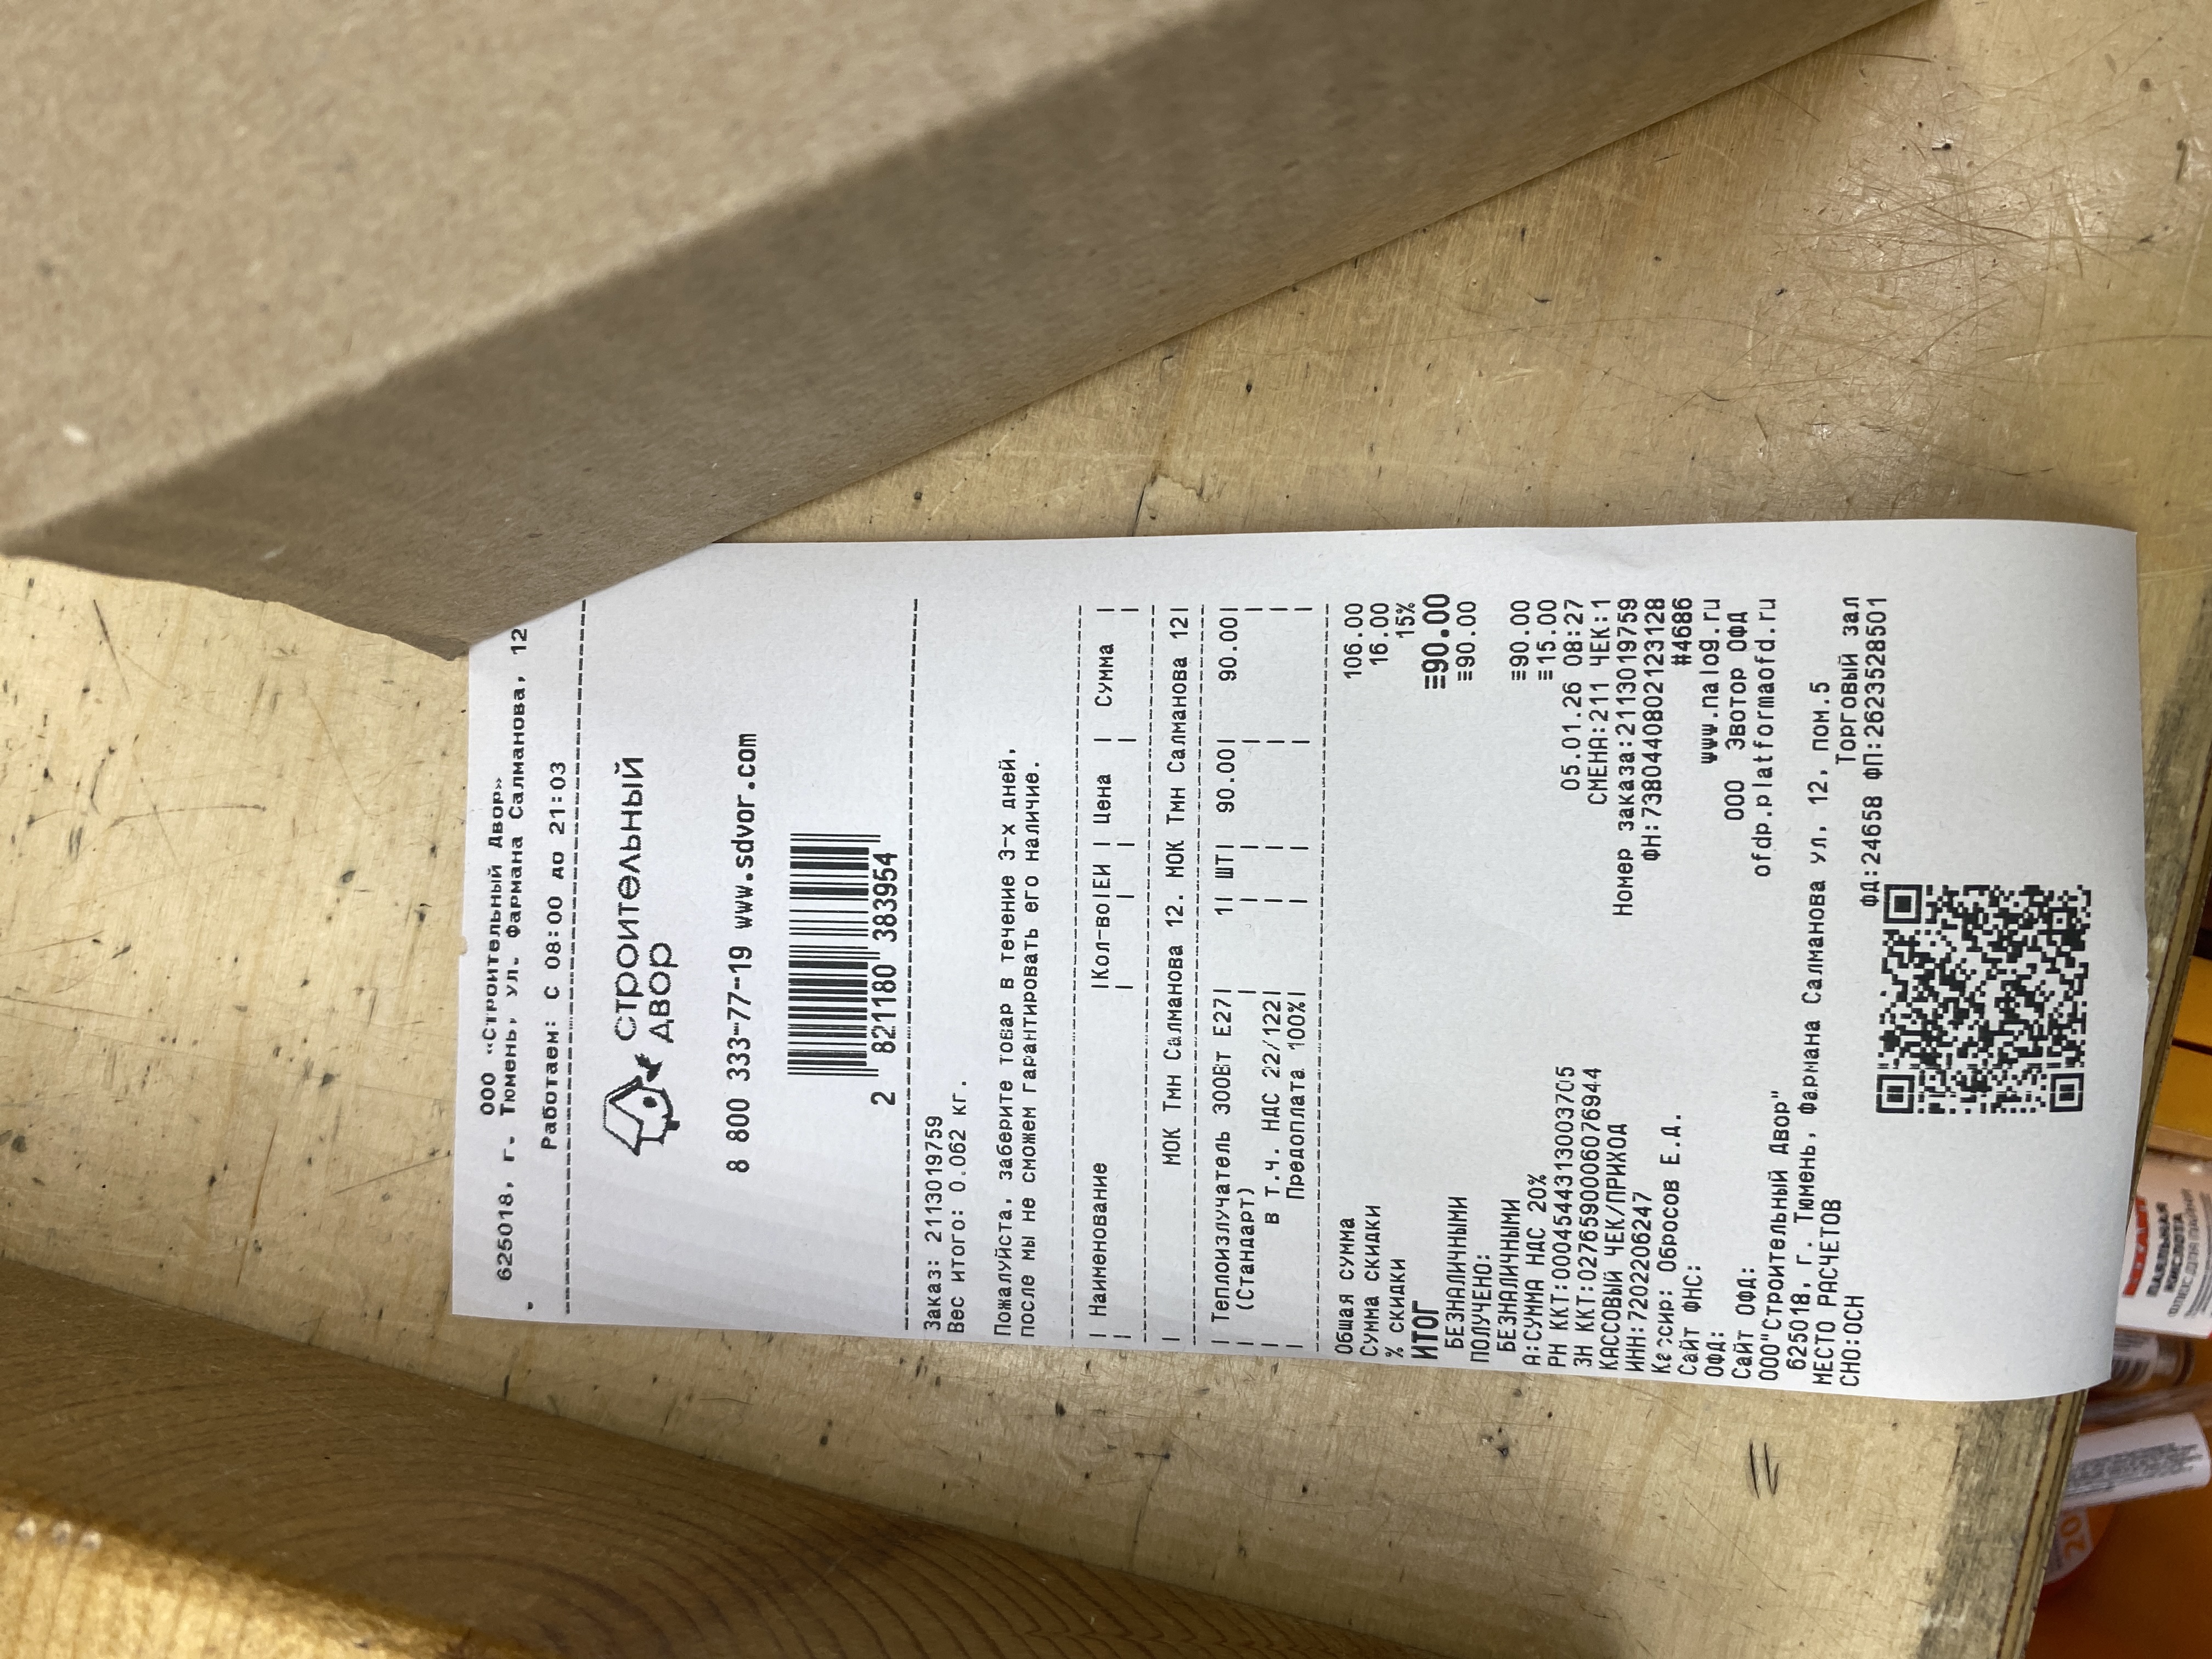 ООО «Строительный Двор»
625018, г. Тюмень, ул. Фармана Салманова, 12
.
Работаем: С 08:00 до 21:03
СТРОИТЕЛЬНЫЙ
ДВОР
8 800 333-77-19 www.sdvor.com
2 821180 383954
Заказ: 2113019759
Вес итого: 0.062 кг.
Пожалуйста, заберите товар в течение 3-х дней,
после мы не сможем гарантировать его наличие.
| Наименование |Кол-во|ЕИ | Цена | Сумма |
| МОК Тмн Салманова 12. МОК Тмн Салманова 12|
| Теплоизлучатель 300Вт Е27| 1| ШТ| 90.00| 90.00|
| (Стандарт) | | | | |
| в т.ч. НДС 22/122| | | | |
| Предоплата 100%| | | | |
Общая сумма 106.00
Сумма скидки 16.00
% скидки 15%
ИТОГ ≡90.00
БЕЗНАЛИЧНЫМИ ≡90.00
ПОЛУЧЕНО:
БЕЗНАЛИЧНЫМИ ≡90.00
А:СУММА НДС 20% ≡15.00
РН ККТ:0004544313003705 05.01.26 08:27
ЗН ККТ:0276590006076944 СМЕНА:211 ЧЕК:1
КАССОВЫЙ ЧЕК/ПРИХОД Номер заказа:2113019759
ИНН:7202206247 ФН:7380440802123128
Кассир: Обросов Е.Д. #4686
Сайт ФНС: www.nalog.ru
ОФД: ООО Эвотор ОФД
Сайт ОФД: ofdp.platformaofd.ru
ООО"Строительный Двор"
625018, г. Тюмень, Фармана Салманова ул, 12, пом.5
МЕСТО РАСЧЕТОВ Торговый зал
СНО:ОСН ФД:24658 ФП:2623528501
ПАЯЛЬНАЯ
КИСЛОТА
20